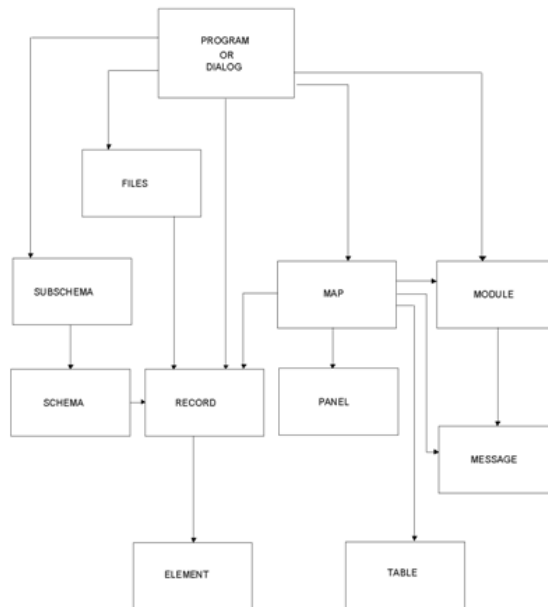 PROGRAM
OR
DIALOG
FILES
SUBSCHEMA
MAP
MODULE
SCHEMA
RECORD
PANEL
MESSAGE
ELEMENT
TABLE